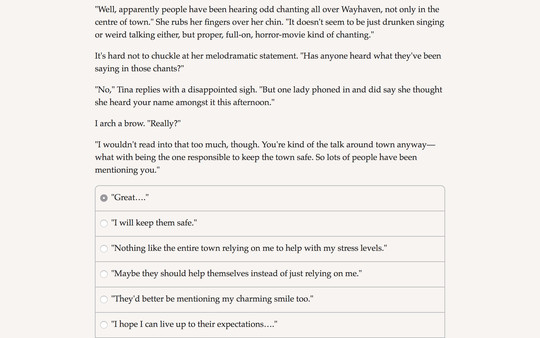 "Well, apparently people have been hearing odd chanting all over Wayhaven, not only in the
centre of town." She rubs her fingers over her chin. "It doesn't seem to be just drunken singing
or weird talking either, but proper, full-on, horror-movie kind of chanting."
It's hard not to chuckle at her melodramatic statement. "Has anyone heard what they've been
saying in those chants?"
"No," Tina replies with a disappointed sigh. "But one lady phoned in and did say she thought
she heard your name amongst it this afternoon."
I arch a brow. "Really?"
"I wouldn't read into that too much, though. You're kind of the talk around town anyway—
what with being the one responsible to keep the town safe. So lots of people have been
mentioning you."
"Great…."
"I will keep them safe."
"Nothing like the entire town relying on me to help with my stress levels."
"Maybe they should help themselves instead of just relying on me."
"They'd better be mentioning my charming smile too."
"I hope I can live up to their expectations…."